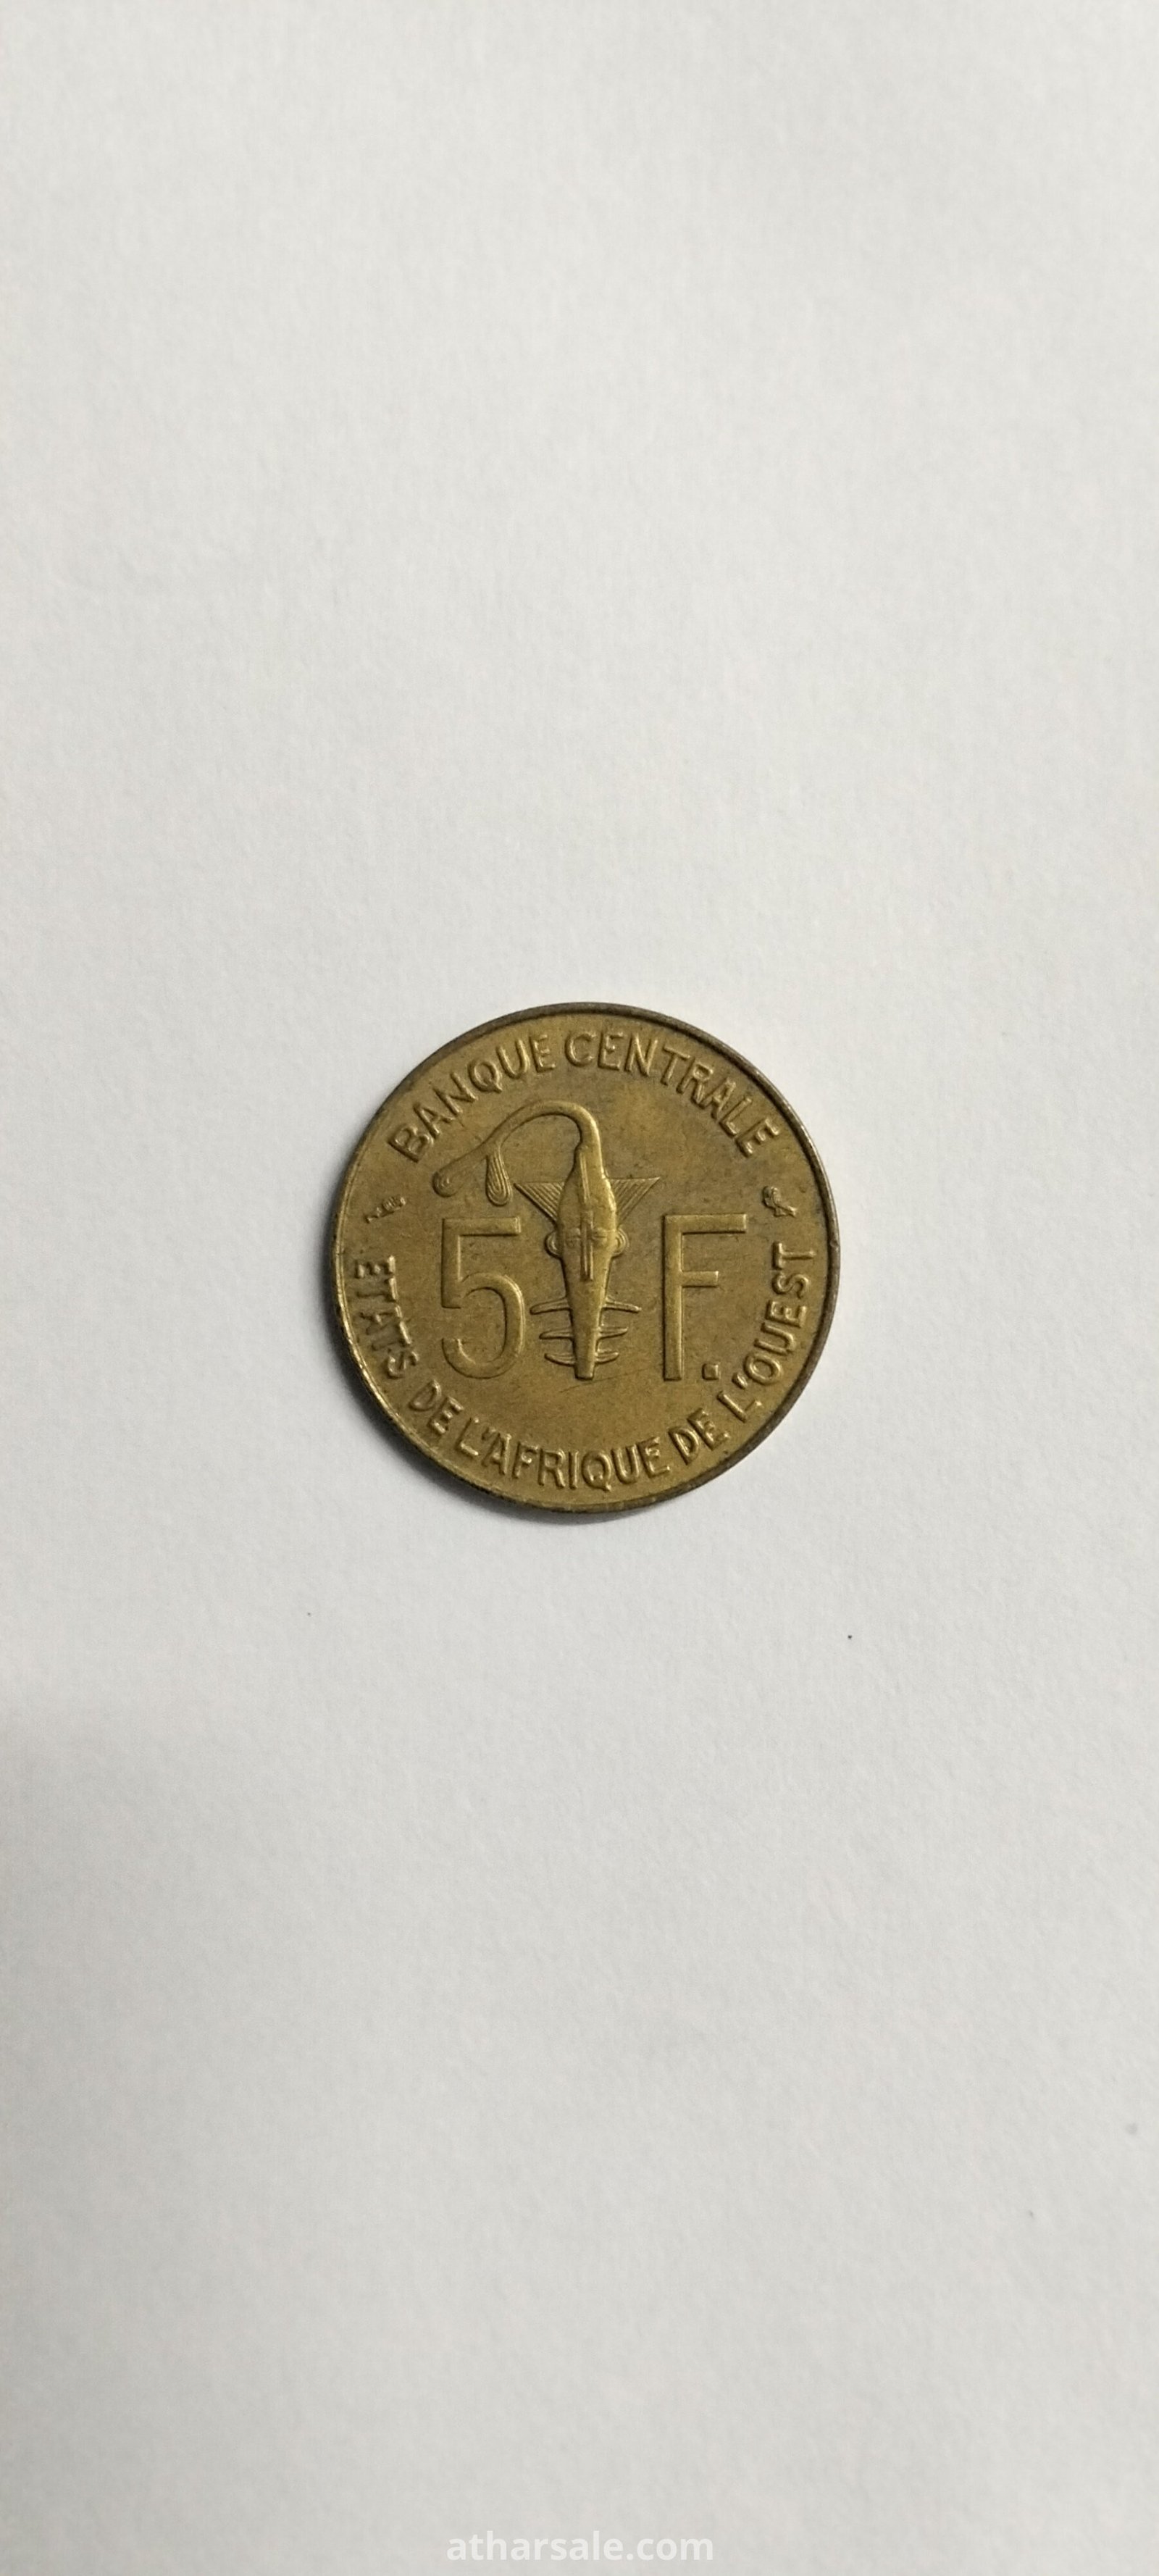 BANQUE CENTRALE
5 F.
ETATS DE L'AFRIQUE DE L'OUEST
atharsale.com